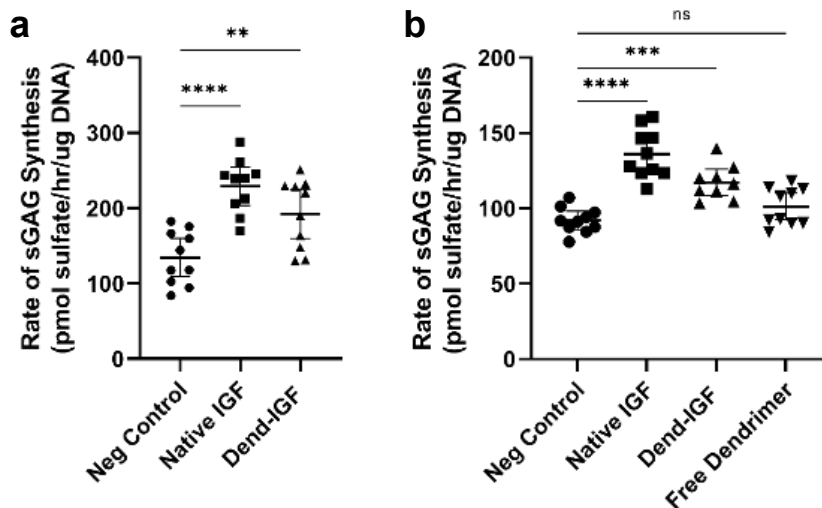 a
Rate of sGAG Synthesis
(pmol sulfate/hr/ug DNA)
400
300
200
100
0
**
****
Neg Control
Native IGF
Dend-IGF
b
Rate of sGAG Synthesis
(pmol sulfate/hr/ug DNA)
200
150
100
50
0
ns
***
****
Neg Control
Native IGF
Dend-IGF
Free Dendrimer